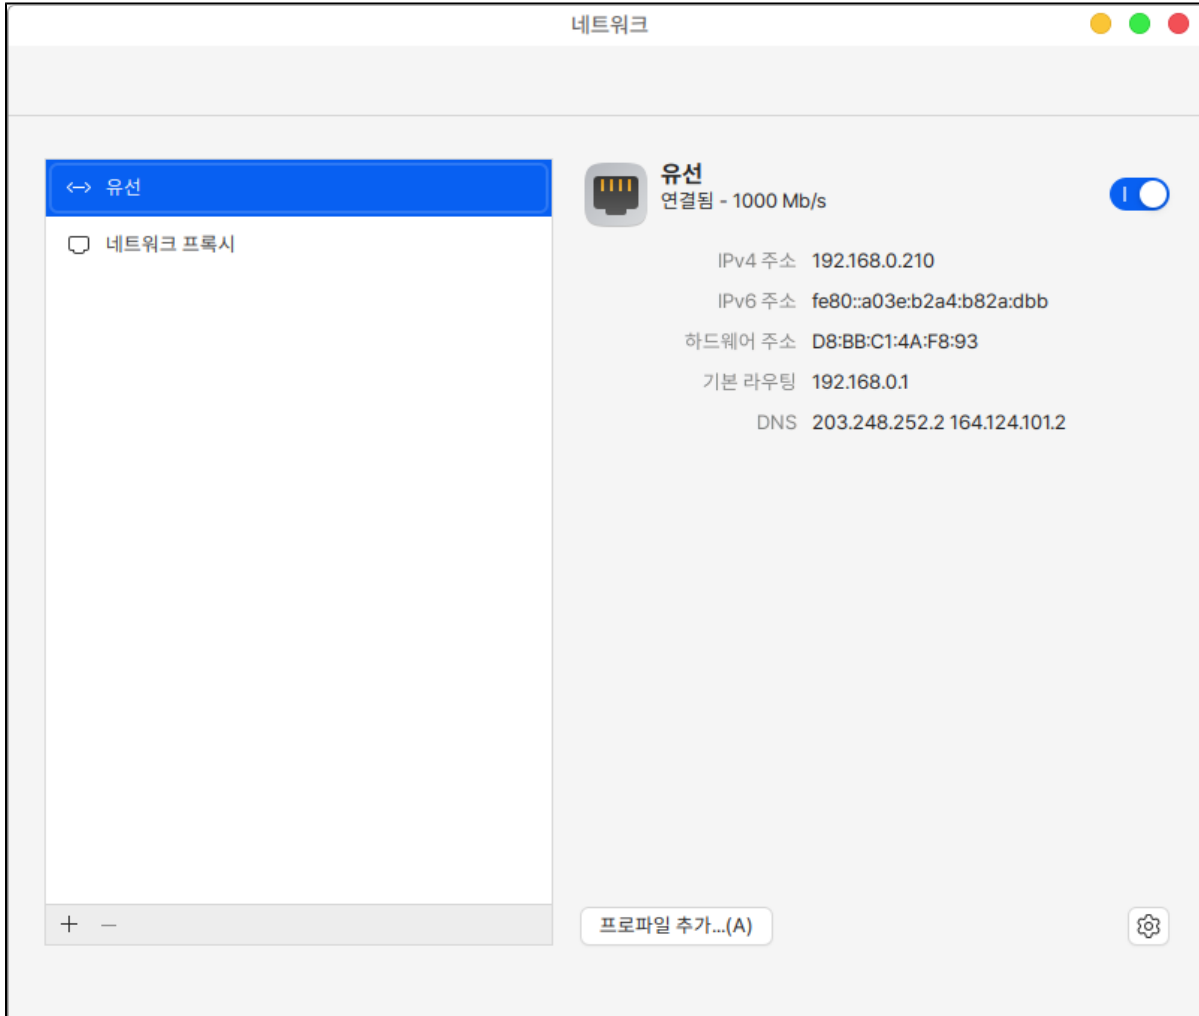 네트워크
유선
네트워크 프록시
유선
연결됨 - 1000 Mb/s
IPv4 주소 192.168.0.210
IPv6 주소 fe80::a03e:b2a4:b82a:dbb
하드웨어 주소 D8:BB:C1:4A:F8:93
기본 라우팅 192.168.0.1
DNS 203.248.252.2 164.124.101.2
프로파일 추가...(A)